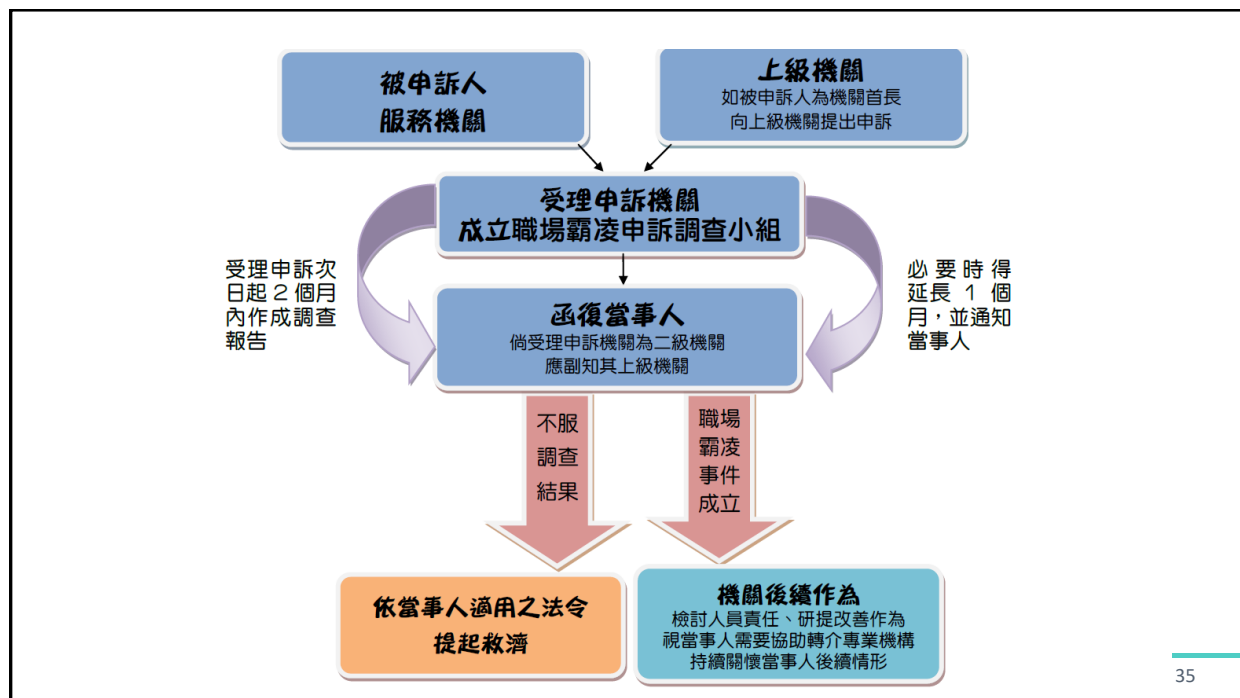 被申訴人
服務機關
上級機關
如被申訴人為機關首長
向上級機關提出申訴
受理申訴機關
成立職場霸凌申訴調查小組
受理申訴次
日起2個月
內作成調查
報告
必要時得
延長1個
月，並通知
當事人
函復當事人
倘受理申訴機關為二級機關
應副知其上級機關
不服
調查
結果
職場
霸凌
事件
成立
依當事人適用之法令
提起救濟
機關後續作為
檢討人員責任、研提改善作為
視當事人需要協助轉介專業機構
持續關懷當事人後續情形
35